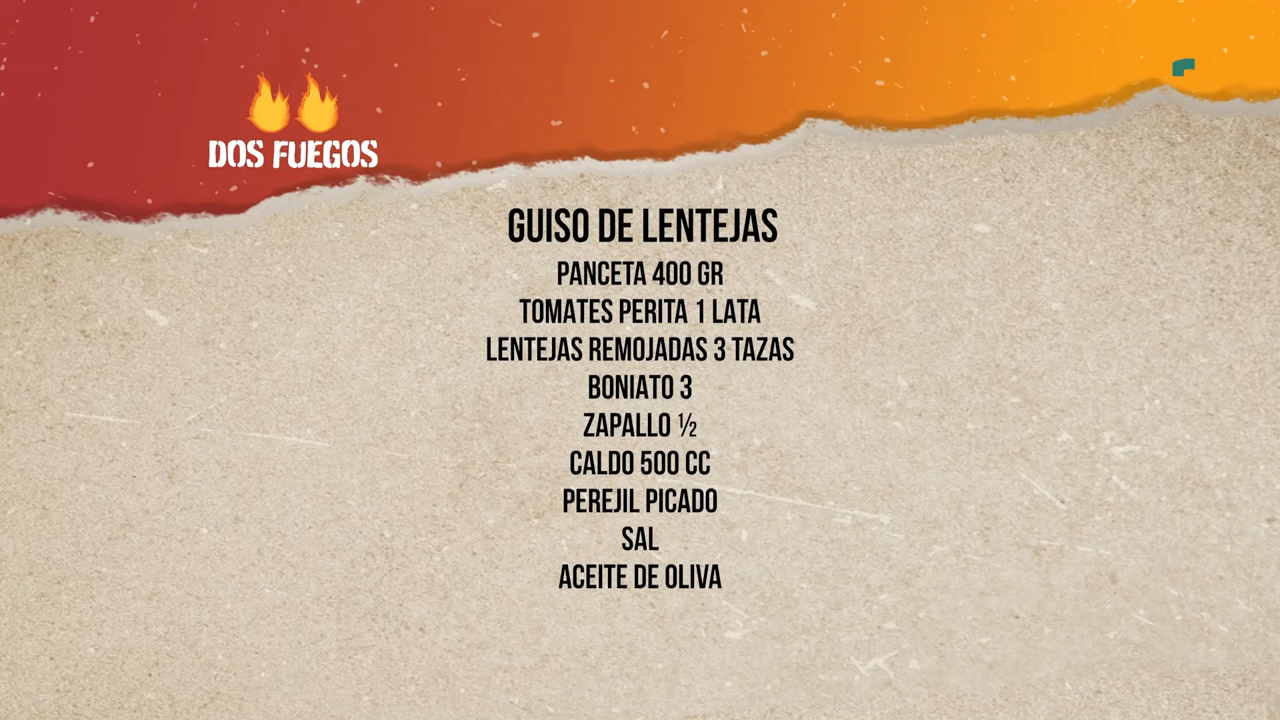 DOS FUEGOS
GUISO DE LENTEJAS
PANCETA 400 GR
TOMATES PERITA 1 LATA
LENTEJAS REMOJADAS 3 TAZAS
BONIATO 3
ZAPALLO ½
CALDO 500 CC
PEREJIL PICADO
SAL
ACEITE DE OLIVA